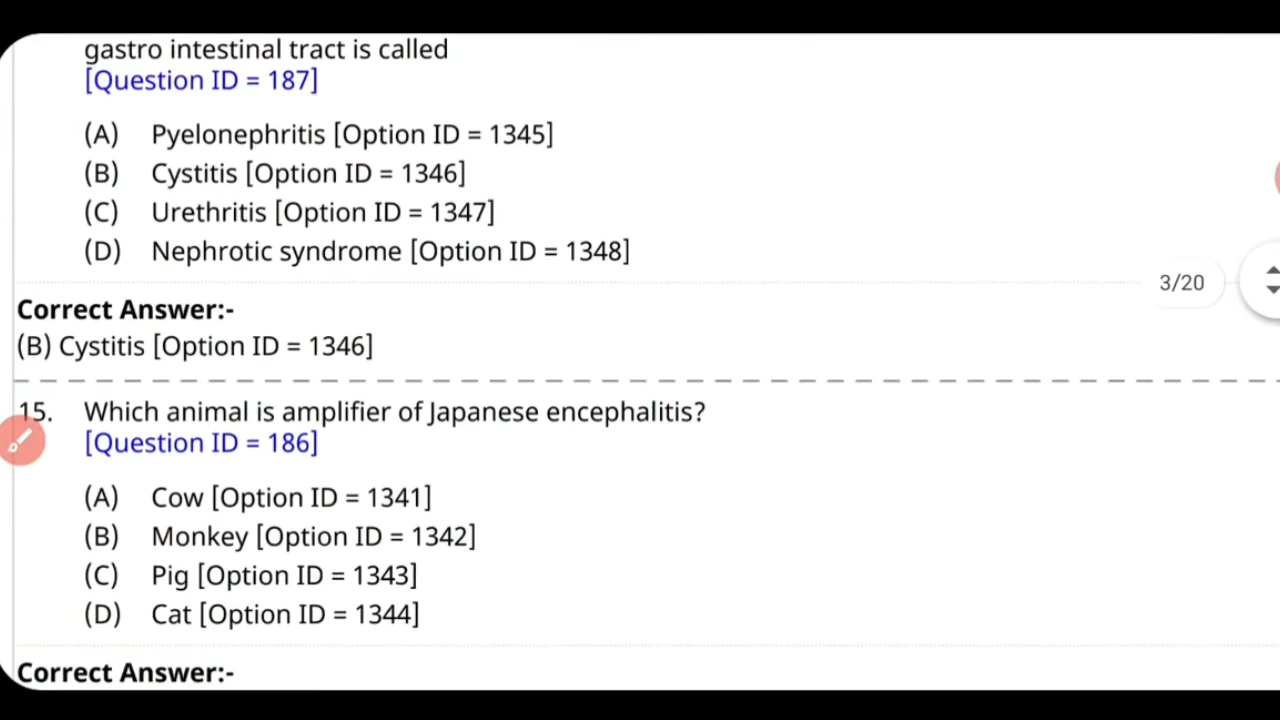 gastro intestinal tract is called
[Question ID = 187]
(A) Pyelonephritis [Option ID = 1345]
(B) Cystitis [Option ID = 1346]
(C) Urethritis [Option ID = 1347]
(D) Nephrotic syndrome [Option ID = 1348]
3/20
Correct Answer:-
(B) Cystitis [Option ID = 1346]
15. Which animal is amplifier of Japanese encephalitis?
[Question ID = 186]
(A) Cow [Option ID = 1341]
(B) Monkey [Option ID = 1342]
(C) Pig [Option ID = 1343]
(D) Cat [Option ID = 1344]
Correct Answer:-